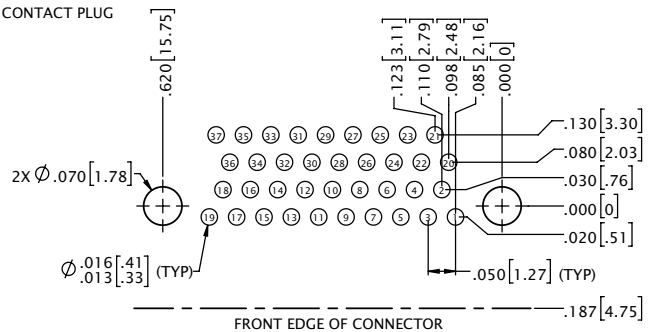 CONTACT PLUG
.620[15.75]
.123[3.11]
.110[2.79]
.098[2.48]
.085[2.16]
.000[0]
37 35 33 31 29 27 25 23 21
.130[3.30]
36 34 32 30 28 26 24 22 20
.080[2.03]
2X Ø.070[1.78]
18 16 14 12 10 8 6 4 2
.030[.76]
.000[0]
19 17 15 13 11 9 7 5 3 1
.020[.51]
Ø .016[.41]
.013[.33] (TYP)
.050[1.27] (TYP)
.187[4.75]
FRONT EDGE OF CONNECTOR